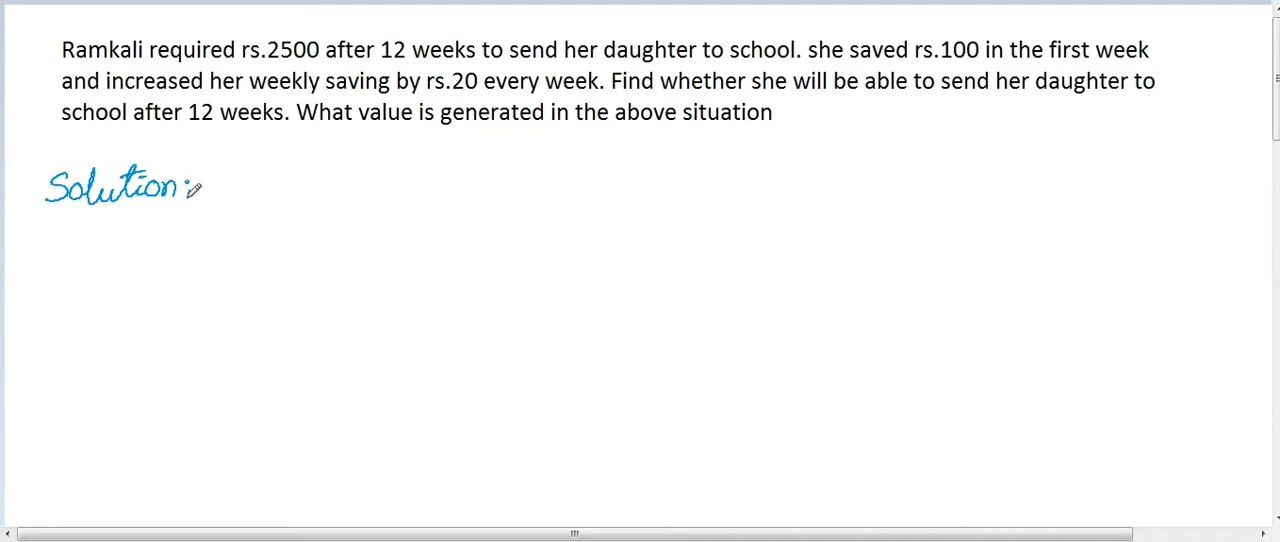 Ramkali required rs.2500 after 12 weeks to send her daughter to school. she saved rs.100 in the first week
and increased her weekly saving by rs.20 every week. Find whether she will be able to send her daughter to
school after 12 weeks. What value is generated in the above situation
Solution: